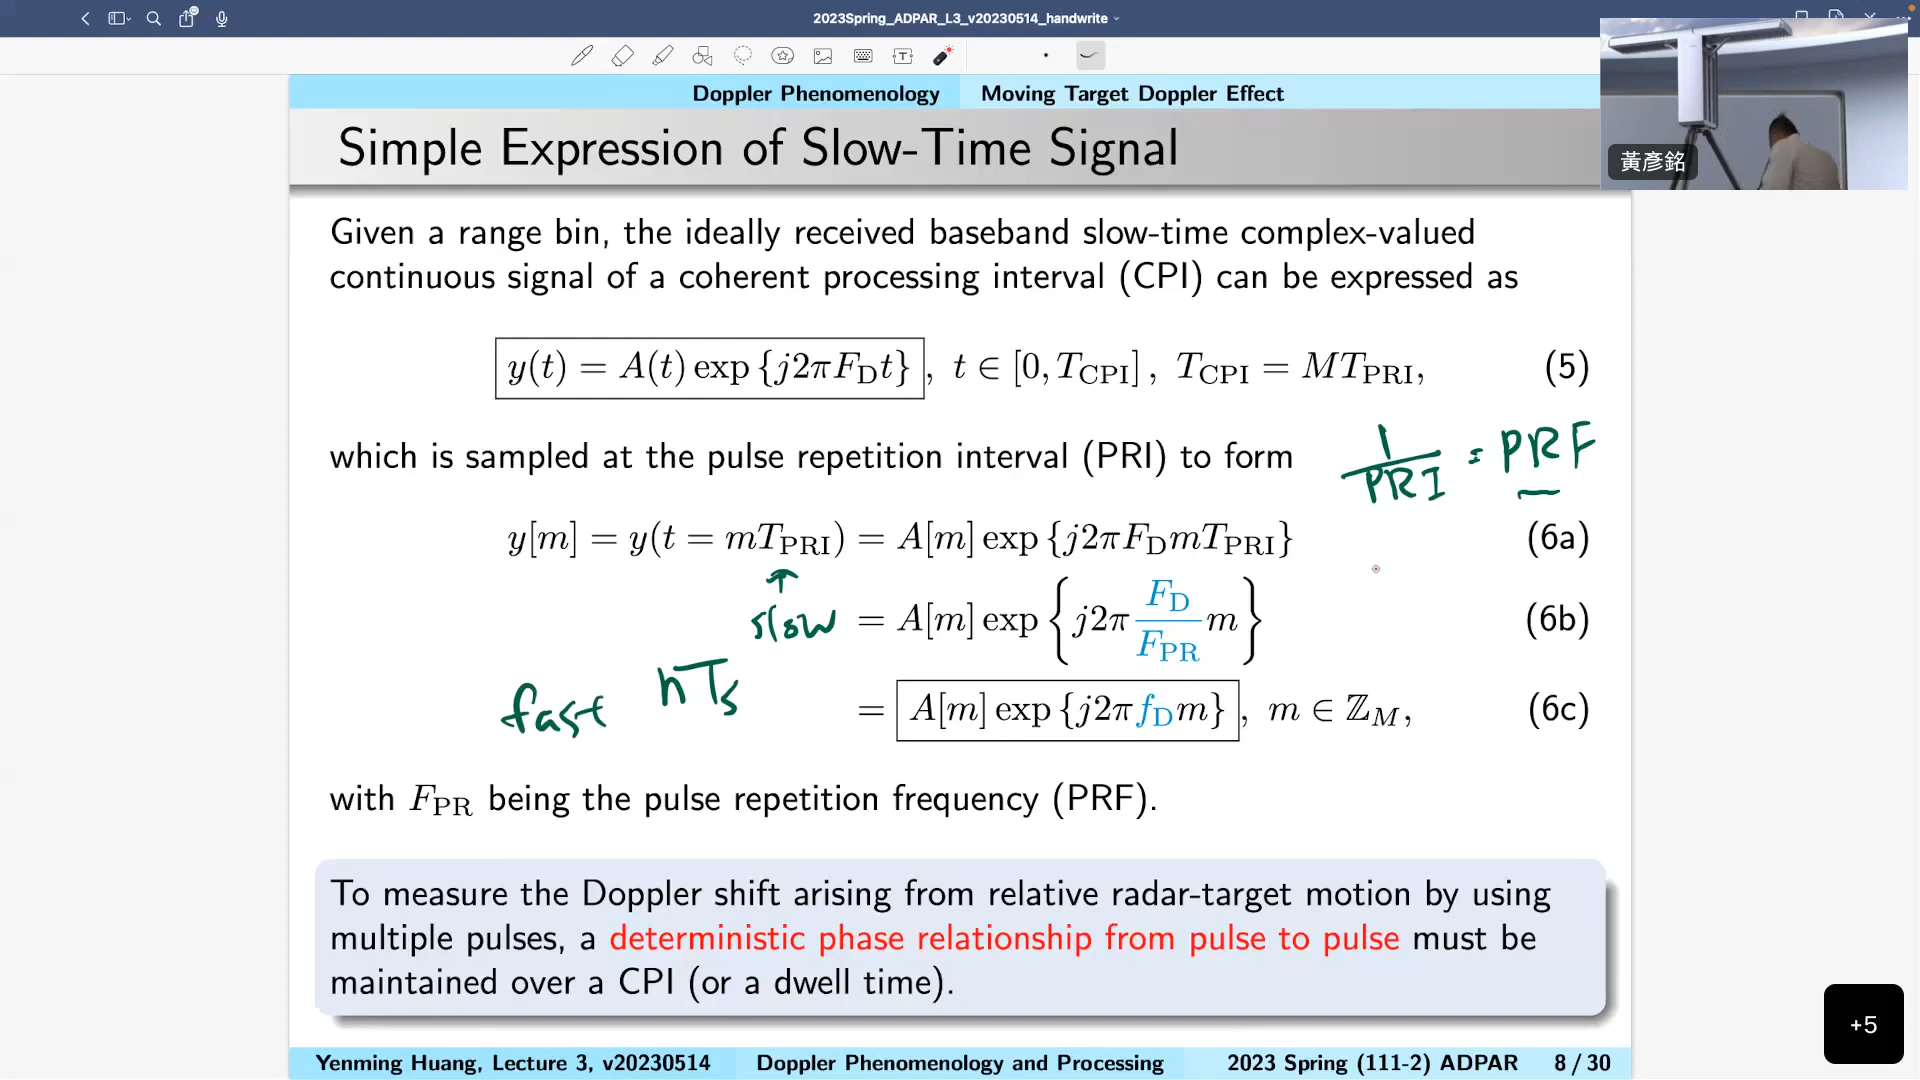 2023Spring_ADPAR_L3_v20230514_handwrite
Doppler Phenomenology Moving Target Doppler Effect
黃彥銘
Simple Expression of Slow-Time Signal
Given a range bin, the ideally received baseband slow-time complex-valued
continuous signal of a coherent processing interval (CPI) can be expressed as
y(t) = A(t) exp {j2πF_D t}, t ∈ [0, T_CPI], T_CPI = MT_PRI, (5)
which is sampled at the pulse repetition interval (PRI) to form
1/PRI = PRF
y[m] = y(t = mT_PRI) = A[m] exp {j2πF_D mT_PRI} (6a)
slow
= A[m] exp {j2π F_D/F_PR m} (6b)
fast nTs
= A[m] exp {j2πf_D m}, m ∈ ℤ_M, (6c)
with F_PR being the pulse repetition frequency (PRF).
To measure the Doppler shift arising from relative radar-target motion by using
multiple pulses, a deterministic phase relationship from pulse to pulse must be
maintained over a CPI (or a dwell time).
+5
Yenming Huang, Lecture 3, v20230514 Doppler Phenomenology and Processing 2023 Spring (111-2) ADPAR 8 / 30